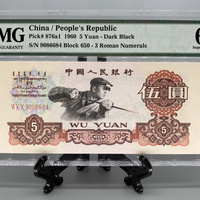 MG
China / People's Republic
Pick# 876a1 1960 5 Yuan - Dark Black
S/N 9086684 Block 650 - 3 Roman Numerals
中国人民银行
伍圆
5
WU YUAN
5